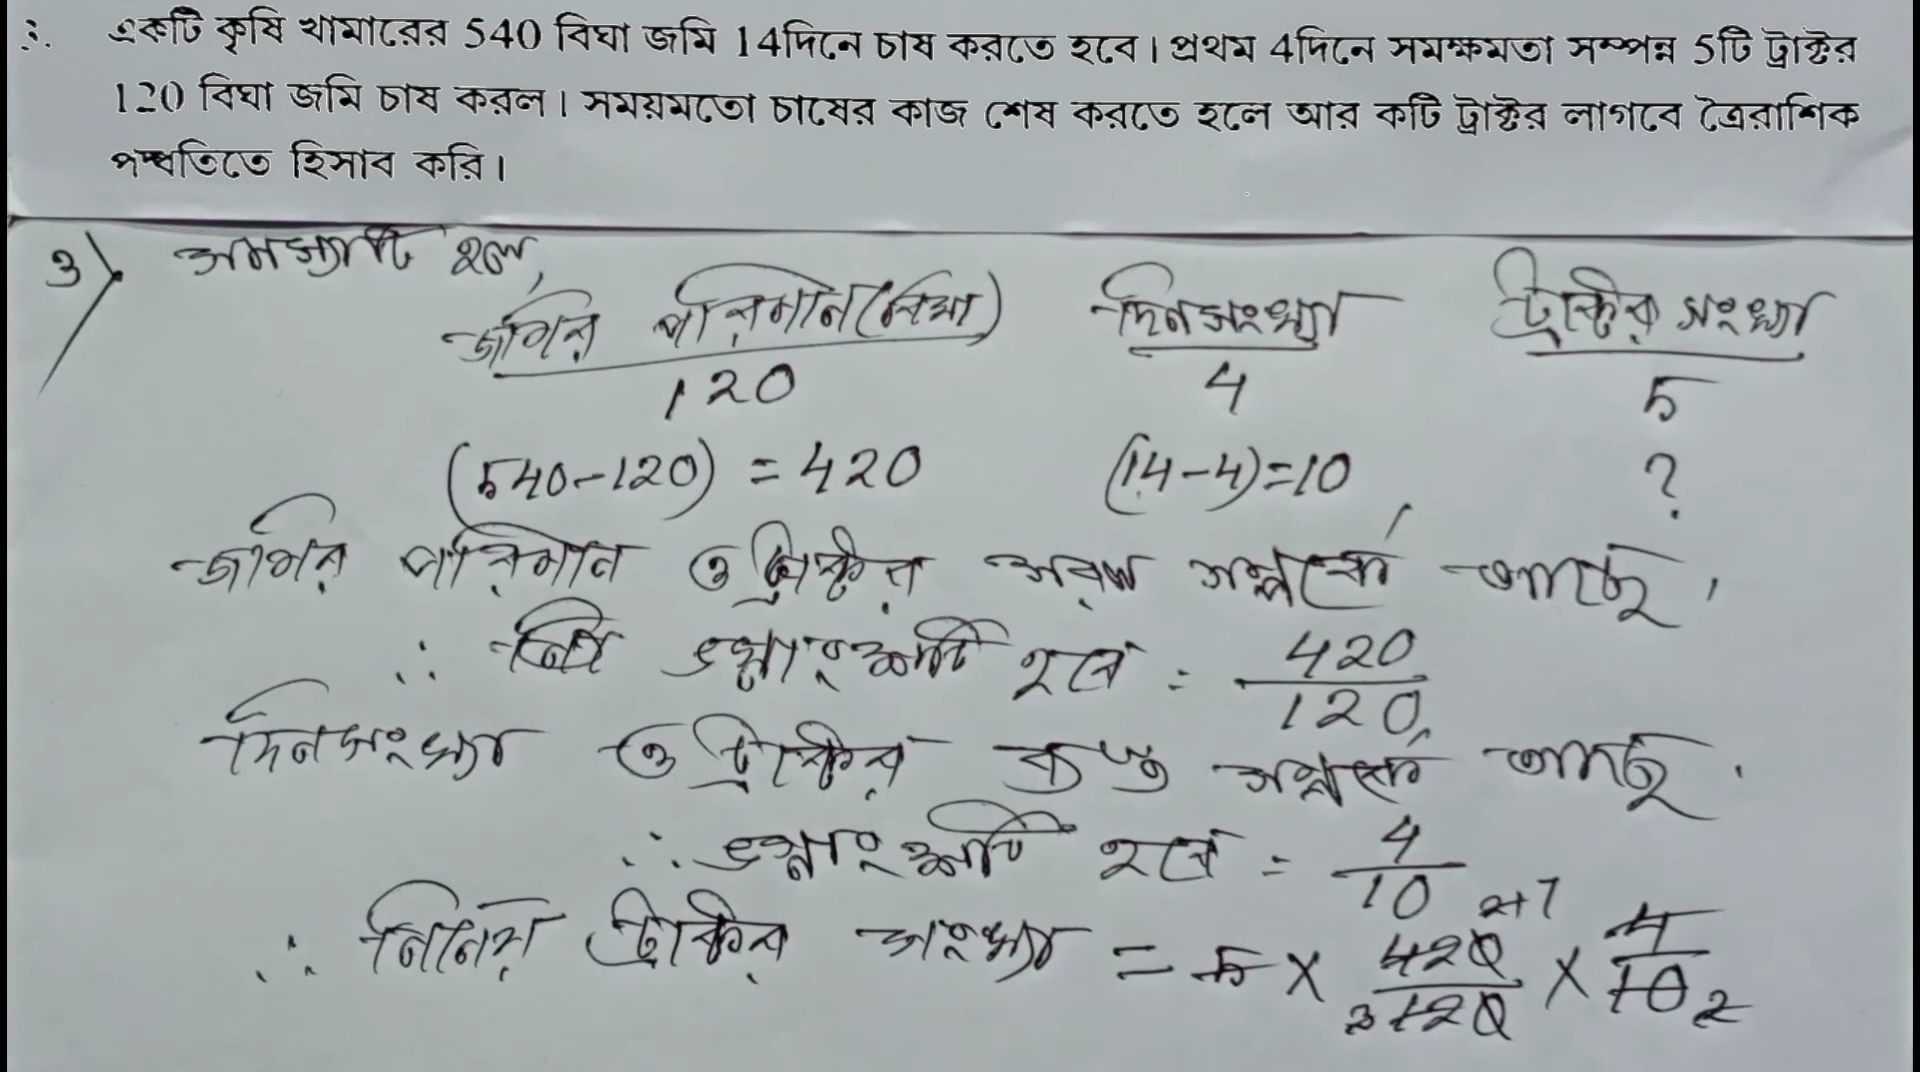 ৩. একটি কৃষি খামারের 540 বিঘা জমি 14দিনে চাষ করতে হবে। প্রথম 4দিনে সমক্ষমতা সম্পন্ন 5টি ট্রাক্টর
120 বিঘা জমি চাষ করল। সময়মতো চাষের কাজ শেষ করতে হলে আর কটি ট্রাক্টর লাগবে ত্রৈরাশিক
পদ্ধতিতে হিসাব করি।
৩) সমস্যাটি হল,
জমির পরিমান (বিঘা) দিনসংখ্যা ট্রাক্টর সংখ্যা
120 4 5
(540-120) = 420 (14-4)=10 ?
জমির পরিমান ও ট্রাক্টর সরল সম্পর্কে আছে,
∴ ভগ্নাংশটি হবে = 420/120
দিনসংখ্যা ও ট্রাক্টর ব্যস্ত সম্পর্কে আছে.
∴ ভগ্নাংশটি হবে = 4/10
∴ নির্নেয় ট্রাক্টর সংখ্যা = 5 × 420/120 × 4/10